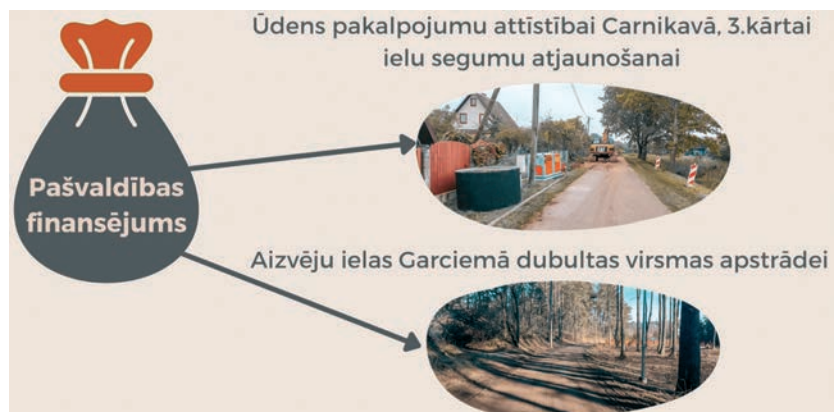 Ūdens pakalpojumu attīstībai Carnikavā, 3.kārtai
ielu segumu atjaunošanai
Pašvaldības
finansējums
Aizvēju ielas Garciemā dubultas virsmas apstrādei